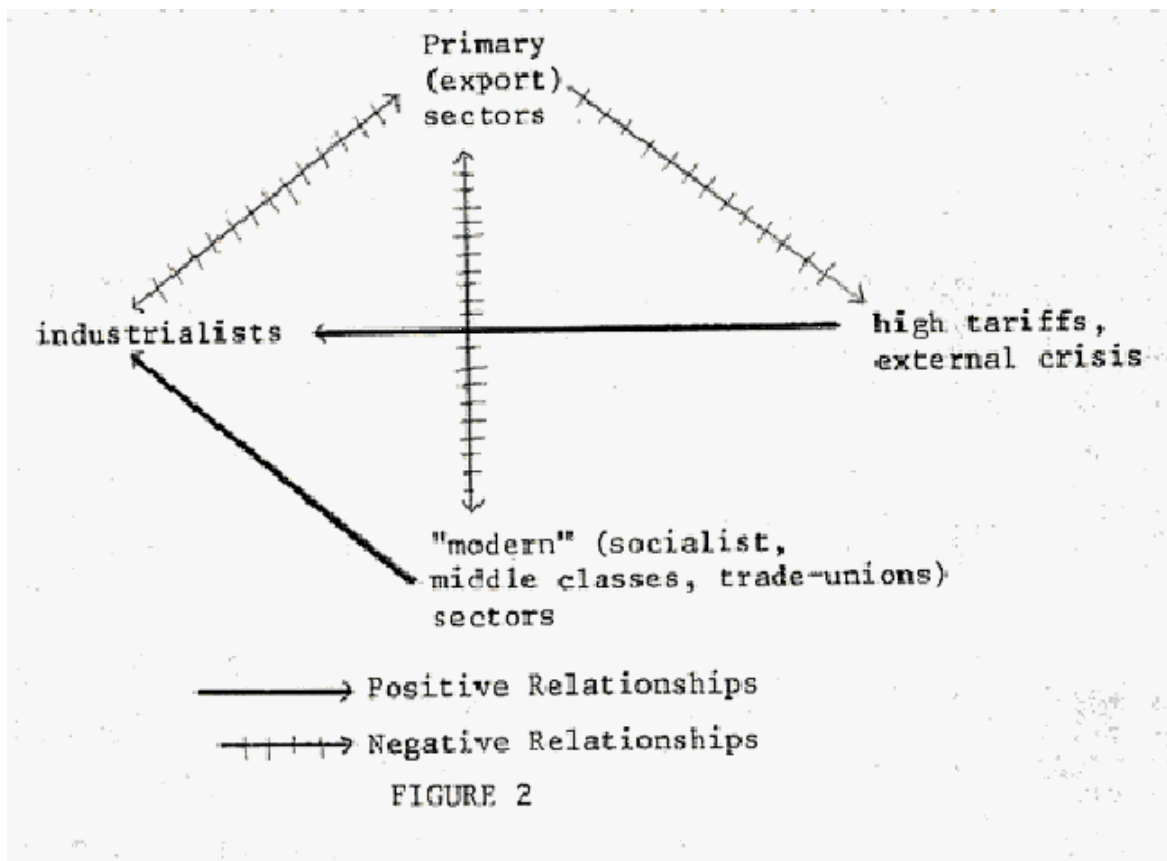 Primary
(export)
sectors
industrialists
high tariffs,
external crisis
"modern" (socialist,
middle classes, trade-unions)
sectors
Positive Relationships
Negative Relationships
FIGURE 2